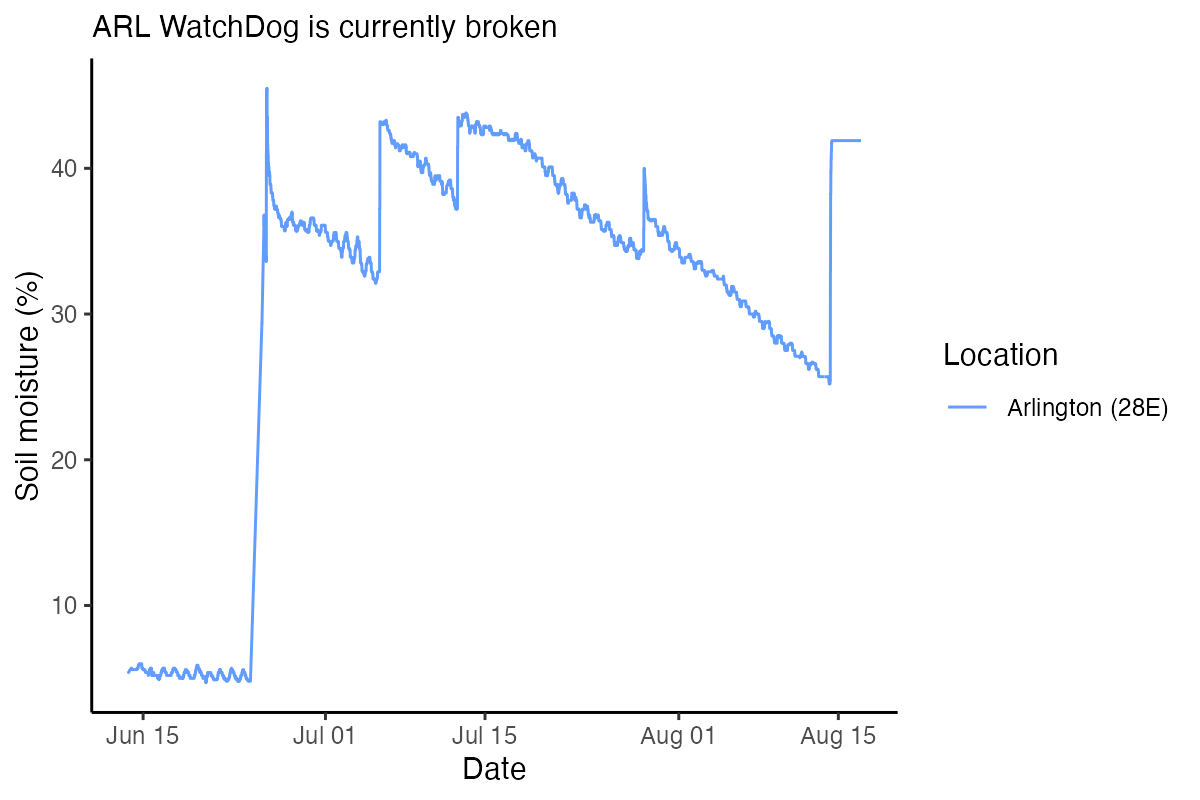 ARL WatchDog is currently broken
Soil moisture (%)
40
30
20
10
Jun 15
Jul 01
Jul 15
Aug 01
Aug 15
Date
Location
Arlington (28E)